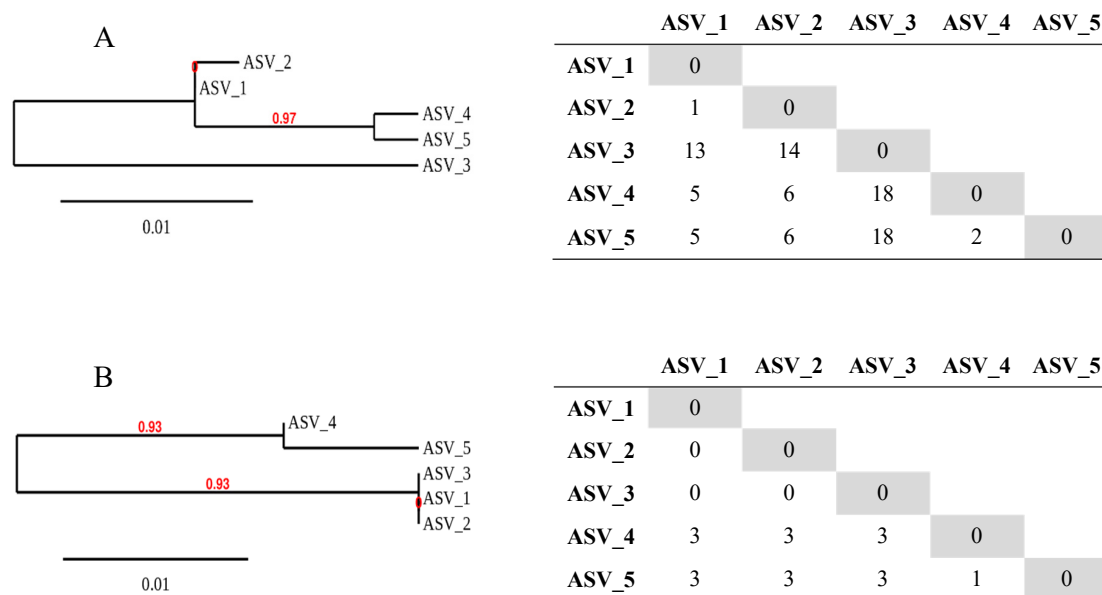 A
ASV_2
ASV_1
0.97
ASV_4
ASV_5
ASV_3
0.01
ASV_1 ASV_2 ASV_3 ASV_4 ASV_5
ASV_1 0
ASV_2 1 0
ASV_3 13 14 0
ASV_4 5 6 18 0
ASV_5 5 6 18 2 0
B
0.93
ASV_4
ASV_5
0.93
ASV_3
ASV_1
ASV_2
0.01
ASV_1 ASV_2 ASV_3 ASV_4 ASV_5
ASV_1 0
ASV_2 0 0
ASV_3 0 0 0
ASV_4 3 3 3 0
ASV_5 3 3 3 1 0